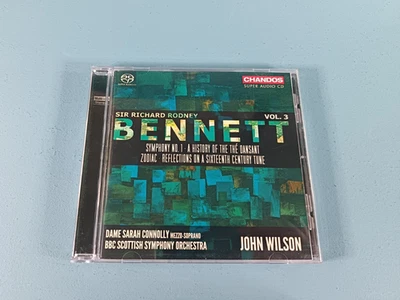 CHANDOS
SUPER AUDIO CD
SIR RICHARD RODNEY
VOL. 3
BENNETT
SYMPHONY NO. 1 · A HISTORY OF THE THÉ DANSANT
ZODIAC · REFLECTIONS ON A SIXTEENTH CENTURY TUNE
DAME SARAH CONNOLLY MEZZO-SOPRANO
BBC SCOTTISH SYMPHONY ORCHESTRA
JOHN WILSON